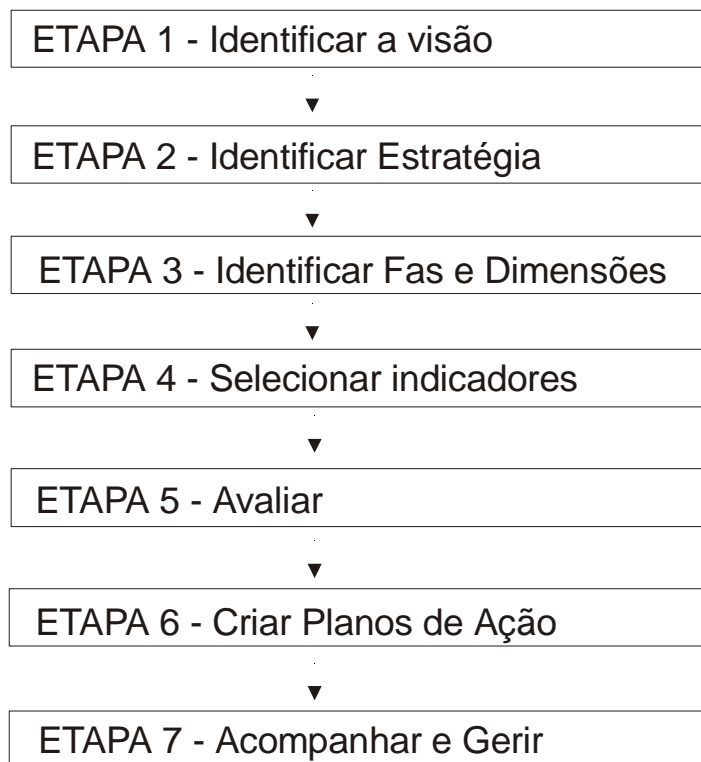 ETAPA 1 - Identificar a visão
ETAPA 2 - Identificar Estratégia
ETAPA 3 - Identificar Fas e Dimensões
ETAPA 4 - Selecionar indicadores
ETAPA 5 - Avaliar
ETAPA 6 - Criar Planos de Ação
ETAPA 7 - Acompanhar e Gerir